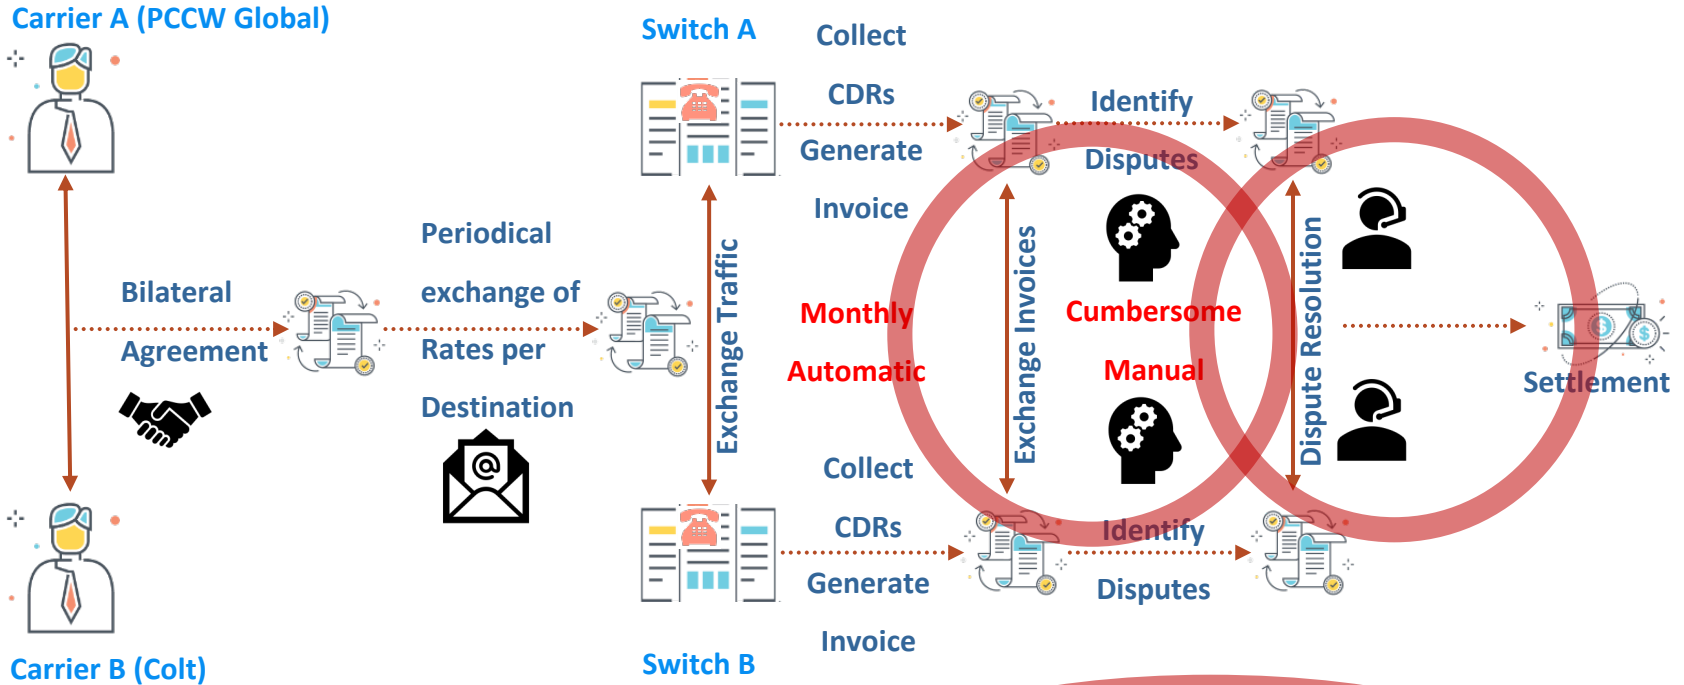 Carrier A (PCCW Global)
Switch A
Collect
CDRs
Generate
Invoice
Identify
Disputes
Bilateral
Agreement
Periodical
exchange of
Rates per
Destination
Exchange Traffic
Monthly
Automatic
Exchange Invoices
Cumbersome
Manual
Dispute Resolution
Settlement
Collect
CDRs
Generate
Invoice
Identify
Disputes
Carrier B (Colt)
Switch B